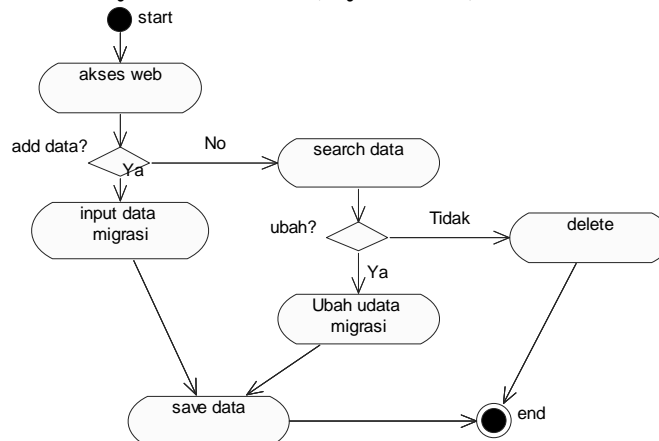 start
akses web
add data?
Ya
No
search data
input data
migrasi
ubah?
Tidak
delete
Ya
Ubah udata
migrasi
save data
end